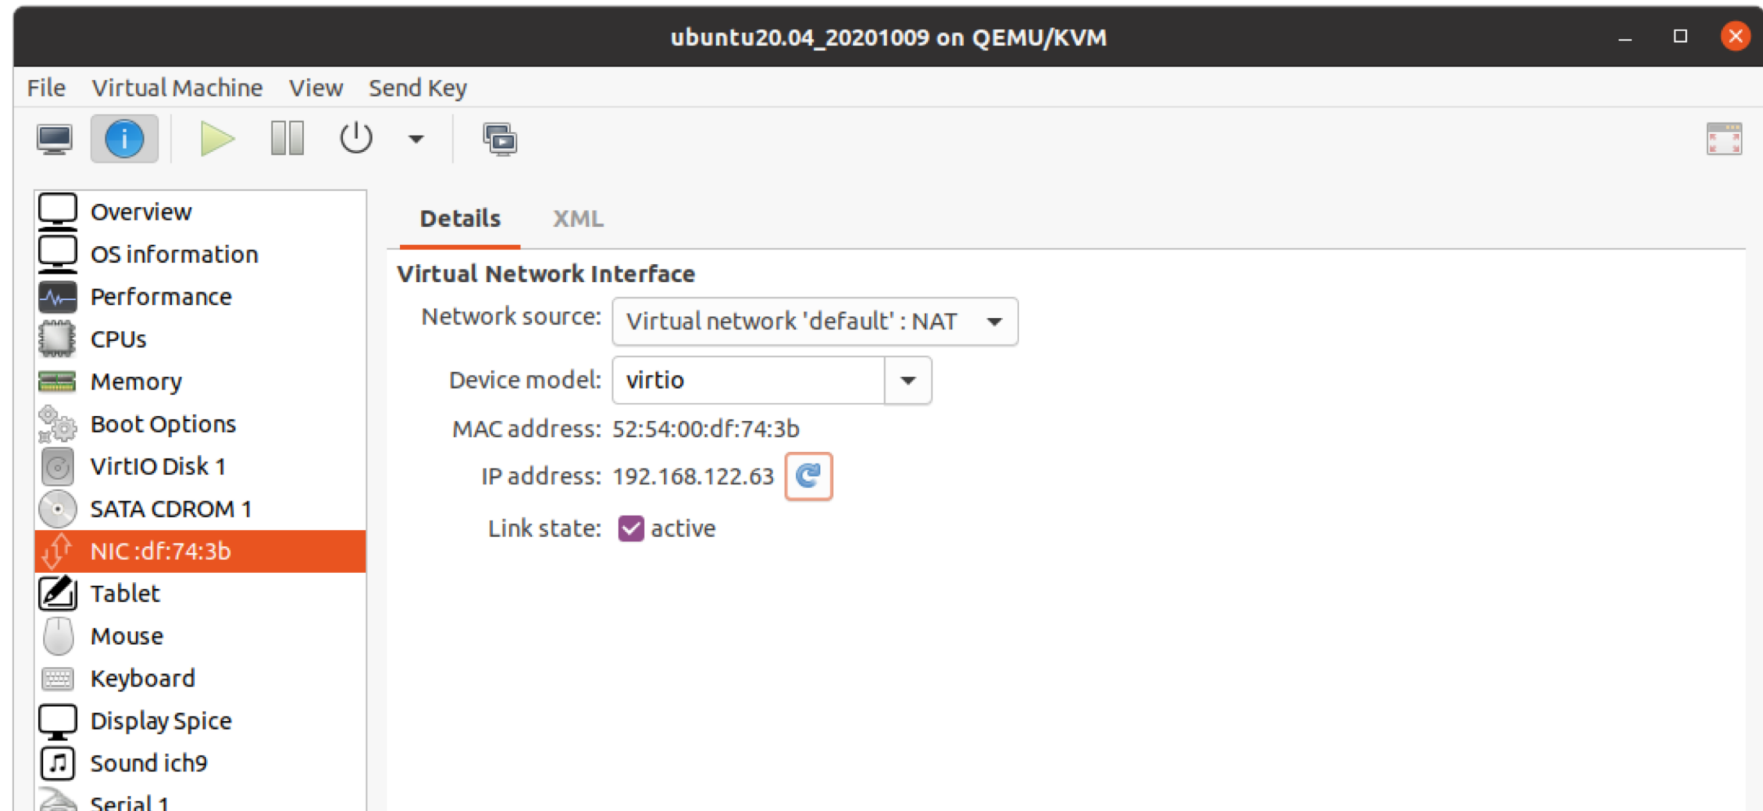 ubuntu20.04_20201009 on QEMU/KVM
File Virtual Machine View Send Key
Overview
OS information
Performance
CPUs
Memory
Boot Options
VirtIO Disk 1
SATA CDROM 1
NIC :df:74:3b
Tablet
Mouse
Keyboard
Display Spice
Sound ich9
Serial 1
Details XML
Virtual Network Interface
Network source: Virtual network 'default' : NAT
Device model: virtio
MAC address: 52:54:00:df:74:3b
IP address: 192.168.122.63
Link state: active